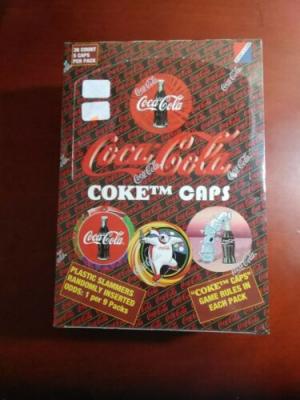 36 COUNT
5 CAPS
PER PACK
Coca-Cola
Coca-Cola
COKE™ CAPS
Coca-Cola
PLASTIC SLAMMERS
RANDOMLY INSERTED
ODDS: 1 per 9 Packs
"COKE™ CAPS"
GAME RULES IN
EACH PACK